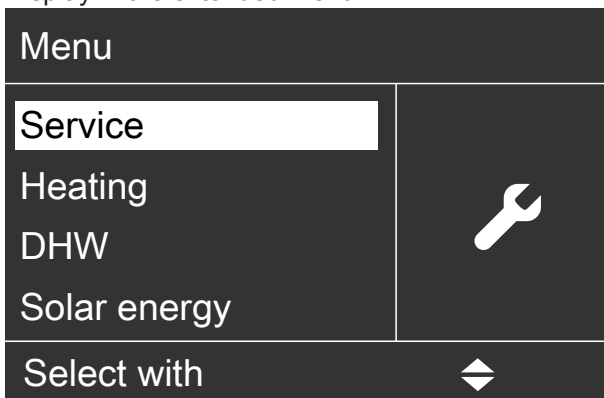 Menu
Service
Heating
DHW
Solar energy
Select with